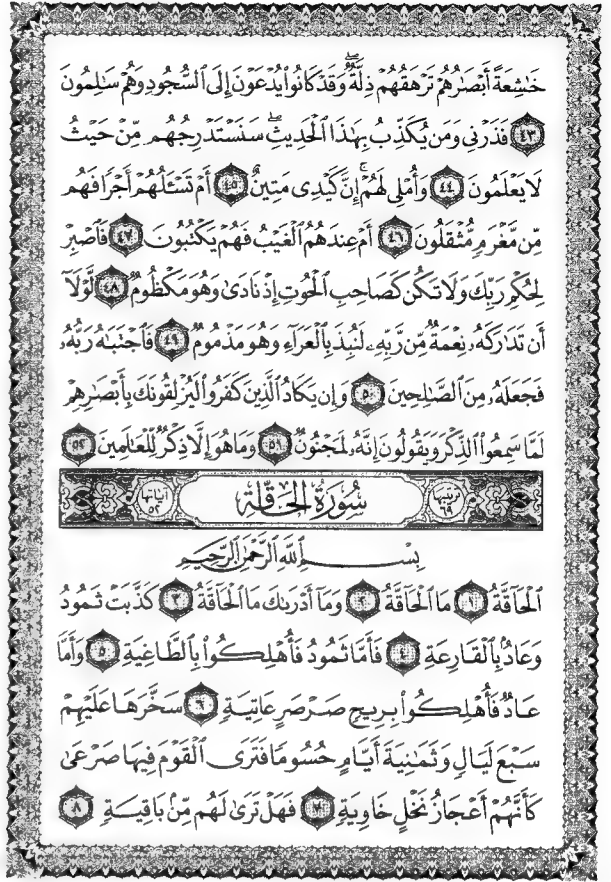 خَٰشِعَةً أَبْصَٰرُهُمْ تَرْهَقُهُمْ ذِلَّةٌۖ وَقَدْ كَانُوا۟ يُدْعَوْنَ إِلَى ٱلسُّجُودِ وَهُمْ سَٰلِمُونَ
٤٣ فَذَرْنِى وَمَن يُكَذِّبُ بِهَٰذَا ٱلْحَدِيثِۖ سَنَسْتَدْرِجُهُم مِّنْ حَيْثُ
لَا يَعْلَمُونَ ٤٤ وَأُمْلِى لَهُمْۚ إِنَّ كَيْدِى مَتِينٌ ٤٥ أَمْ تَسْـَٔلُهُمْ أَجْرًا فَهُم
مِّن مَّغْرَمٍ مُّثْقَلُونَ ٤٦ أَمْ عِندَهُمُ ٱلْغَيْبُ فَهُمْ يَكْتُبُونَ ٤٧ فَٱصْبِرْ
لِحُكْمِ رَبِّكَ وَلَا تَكُن كَصَاحِبِ ٱلْحُوتِ إِذْ نَادَىٰ وَهُوَ مَكْظُومٌ ٤٨ لَّوْلَآ
أَن تَدَٰرَكَهُۥ نِعْمَةٌ مِّن رَّبِّهِۦ لَنُبِذَ بِٱلْعَرَآءِ وَهُوَ مَذْمُومٌ ٤٩ فَٱجْتَبَٰهُ رَبُّهُۥ
فَجَعَلَهُۥ مِنَ ٱلصَّٰلِحِينَ ٥٠ وَإِن يَكَادُ ٱلَّذِينَ كَفَرُوا۟ لَيُزْلِقُونَكَ بِأَبْصَٰرِهِمْ
لَمَّا سَمِعُوا۟ ٱلذِّكْرَ وَيَقُولُونَ إِنَّهُۥ لَمَجْنُونٌ ٥١ وَمَا هُوَ إِلَّا ذِكْرٌ لِّلْعَٰلَمِينَ ٥٢
ترتيبها ٦٩ سُورَةُ الحَاقَّةِ آياتها ٥٢
بِسْمِ ٱللَّهِ ٱلرَّحْمَٰنِ ٱلرَّحِيمِ
ٱلْحَآقَّةُ ١ مَا ٱلْحَآقَّةُ ٢ وَمَآ أَدْرَىٰكَ مَا ٱلْحَآقَّةُ ٣ كَذَّبَتْ ثَمُودُ
وَعَادٌۢ بِٱلْقَارِعَةِ ٤ فَأَمَّا ثَمُودُ فَأُهْلِكُوا۟ بِٱلطَّاغِيَةِ ٥ وَأَمَّا
عَادٌ فَأُهْلِكُوا۟ بِرِيحٍ صَرْصَرٍ عَاتِيَةٍ ٦ سَخَّرَهَا عَلَيْهِمْ
سَبْعَ لَيَالٍ وَثَمَٰنِيَةَ أَيَّامٍ حُسُومًا فَتَرَى ٱلْقَوْمَ فِيهَا صَرْعَىٰ
كَأَنَّهُمْ أَعْجَازُ نَخْلٍ خَاوِيَةٍ ٧ فَهَلْ تَرَىٰ لَهُم مِّنۢ بَاقِيَةٍ ٨